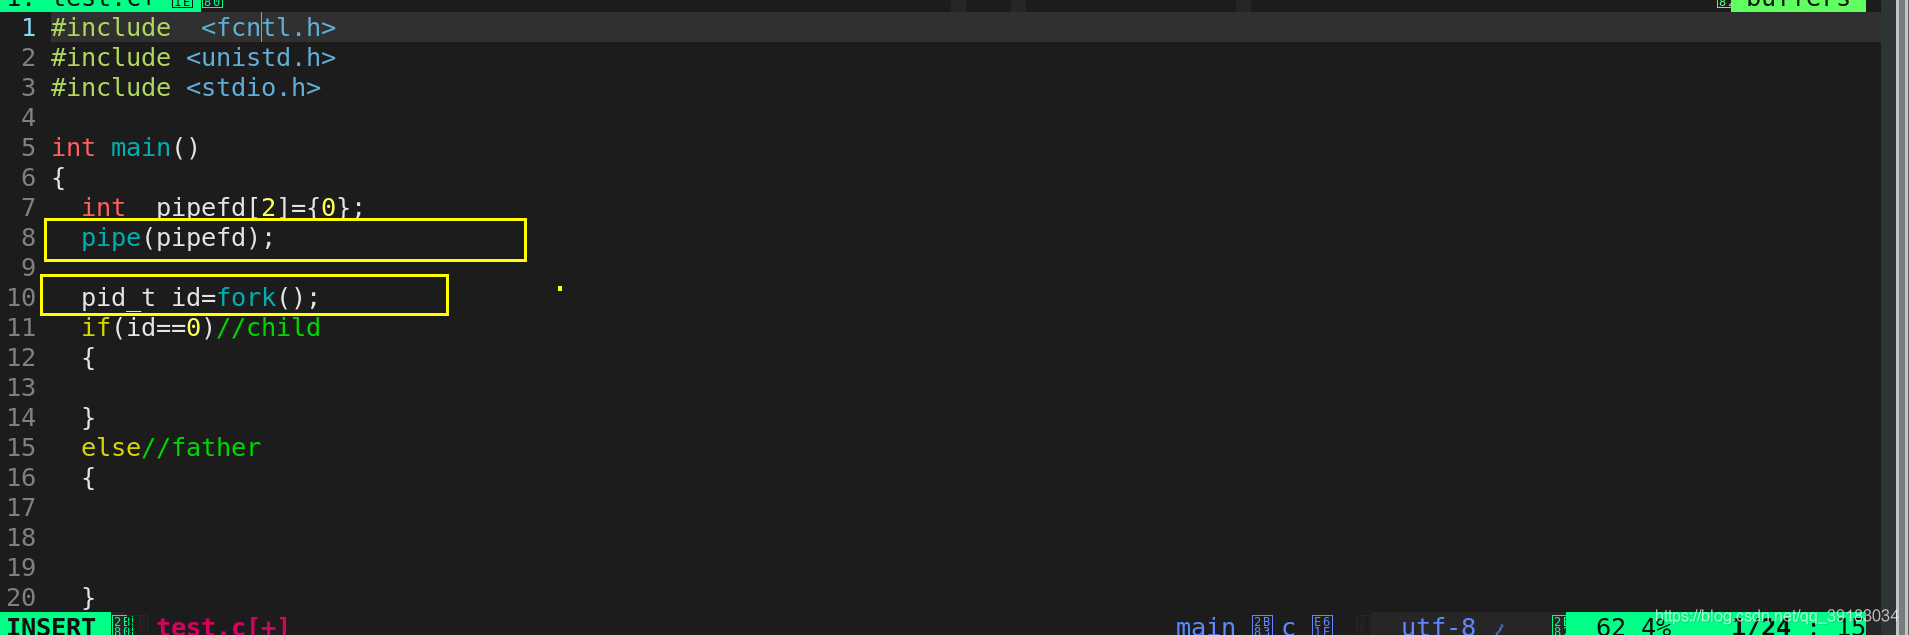 1: test.c+ buffers
1 #include  <fcntl.h>
2 #include <unistd.h>
3 #include <stdio.h>
4
5 int main()
6 {
7   int  pipefd[2]={0};
8   pipe(pipefd);
9
10   pid_t id=fork();
11   if(id==0)//child
12   {
13
14   }
15   else//father
16   {
17
18
19
20   }
INSERT test.c[+] main c utf-8 62 4% 1/24 : 15
https://blog.csdn.net/qq_39183034